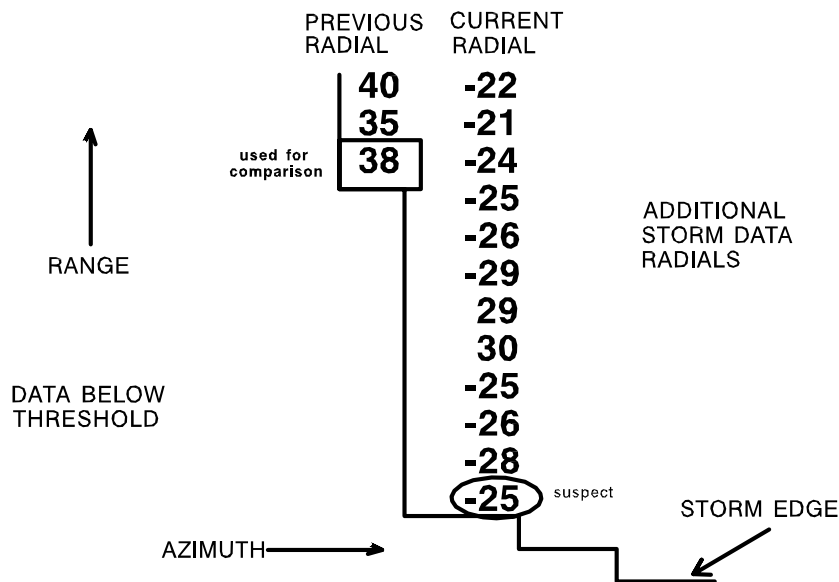 PREVIOUS RADIAL
CURRENT RADIAL
40 -22
35 -21
used for comparison
38 -24
-25
-26
-29
29
30
-25
-26
-28
-25
suspect
RANGE
ADDITIONAL
STORM DATA
RADIALS
DATA BELOW
THRESHOLD
STORM EDGE
AZIMUTH